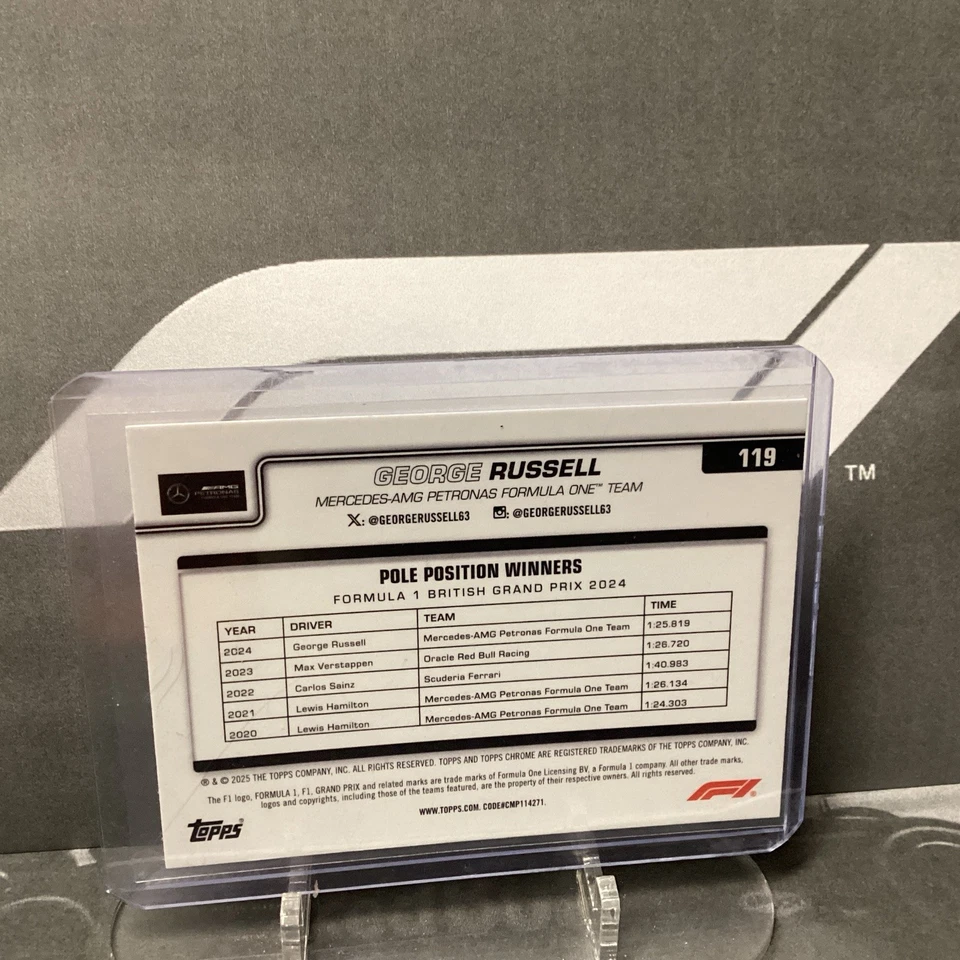 TM
119
AMG
PETRONAS
GEORGE RUSSELL
MERCEDES-AMG PETRONAS FORMULA ONE™ TEAM
X: @GEORGERUSSELL63 : @GEORGERUSSELL63
POLE POSITION WINNERS
FORMULA 1 BRITISH GRAND PRIX 2024
YEAR DRIVER TEAM TIME
2024 George Russell Mercedes-AMG Petronas Formula One Team 1:25.819
2023 Max Verstappen Oracle Red Bull Racing 1:26.720
2022 Carlos Sainz Scuderia Ferrari 1:40.983
2021 Lewis Hamilton Mercedes-AMG Petronas Formula One Team 1:26.134
2020 Lewis Hamilton Mercedes-AMG Petronas Formula One Team 1:24.303
® & © 2025 THE TOPPS COMPANY, INC. ALL RIGHTS RESERVED. TOPPS AND TOPPS CHROME ARE REGISTERED TRADEMARKS OF THE TOPPS COMPANY, INC.
The F1 logo, FORMULA 1, F1, GRAND PRIX and related marks are trade marks of Formula One Licensing BV, a Formula 1 company. All other trade marks,
logos and copyrights, including those of the teams featured, are the property of their respective owners. All rights reserved.
WWW.TOPPS.COM. CODE#CMP114271.
topps
F1